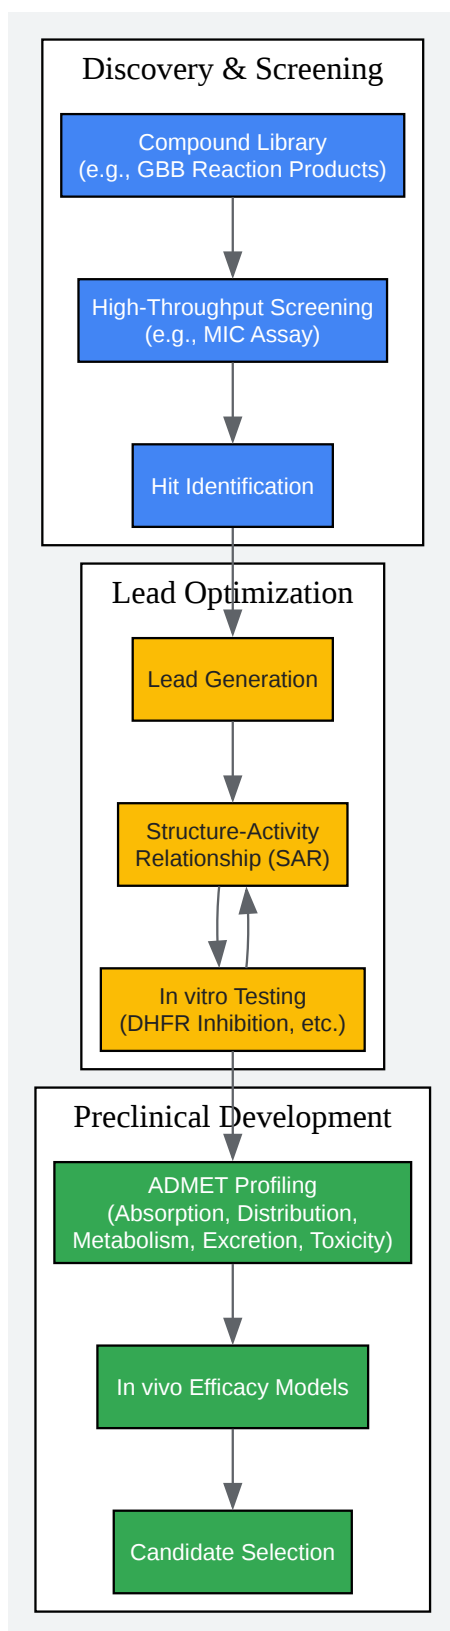 Discovery & Screening
Compound Library
(e.g., GBB Reaction Products)
High-Throughput Screening
(e.g., MIC Assay)
Hit Identification
Lead Optimization
Lead Generation
Structure-Activity
Relationship (SAR)
In vitro Testing
(DHFR Inhibition, etc.)
Preclinical Development
ADMET Profiling
(Absorption, Distribution,
Metabolism, Excretion, Toxicity)
In vivo Efficacy Models
Candidate Selection